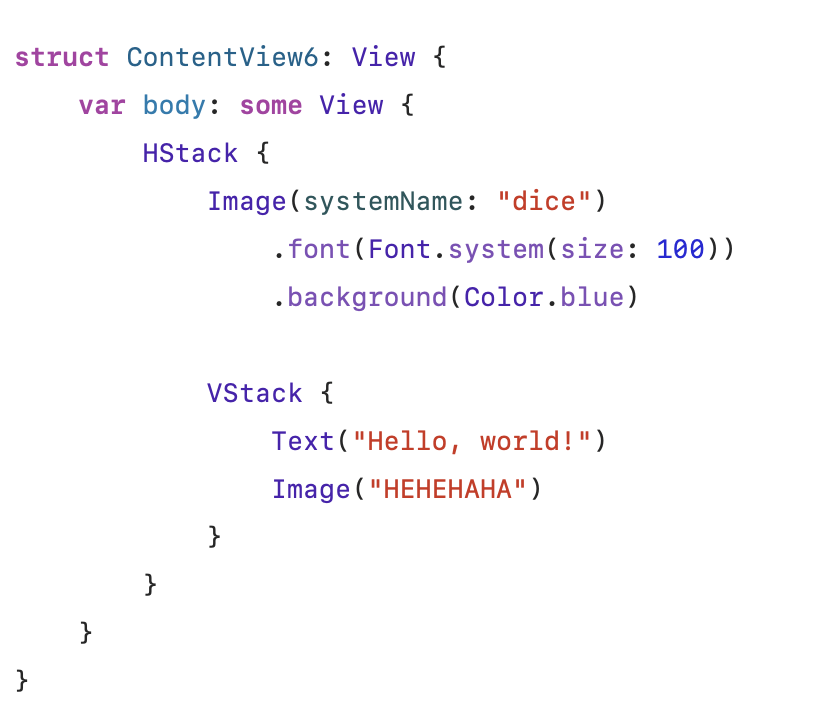 struct ContentView6: View {
    var body: some View {
        HStack {
            Image(systemName: "dice")
                .font(Font.system(size: 100))
                .background(Color.blue)

            VStack {
                Text("Hello, world!")
                Image("HEHEHAHA")
            }
        }
    }
}